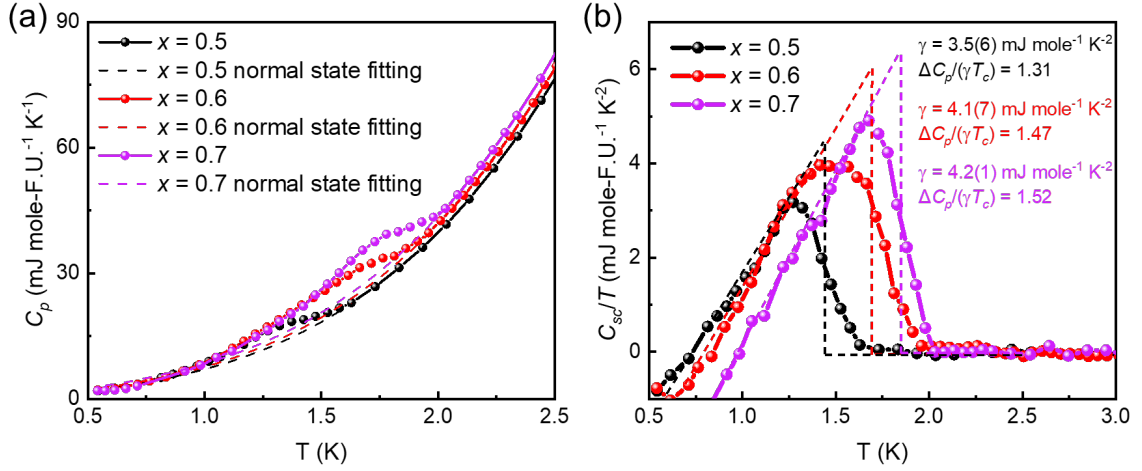 (a)
90
60
30
0
C_p (mJ mole-F.U.⁻¹ K⁻¹)
x = 0.5
x = 0.5 normal state fitting
x = 0.6
x = 0.6 normal state fitting
x = 0.7
x = 0.7 normal state fitting
0.5 1.0 1.5 2.0 2.5
T (K)
(b)
6
4
2
0
C_sc/T (mJ mole-F.U.⁻¹ K⁻²)
x = 0.5
x = 0.6
x = 0.7
γ = 3.5(6) mJ mole⁻¹ K⁻²
ΔC_p/(γT_c) = 1.31
γ = 4.1(7) mJ mole⁻¹ K⁻²
ΔC_p/(γT_c) = 1.47
γ = 4.2(1) mJ mole⁻¹ K⁻²
ΔC_p/(γT_c) = 1.52
0.5 1.0 1.5 2.0 2.5 3.0
T (K)